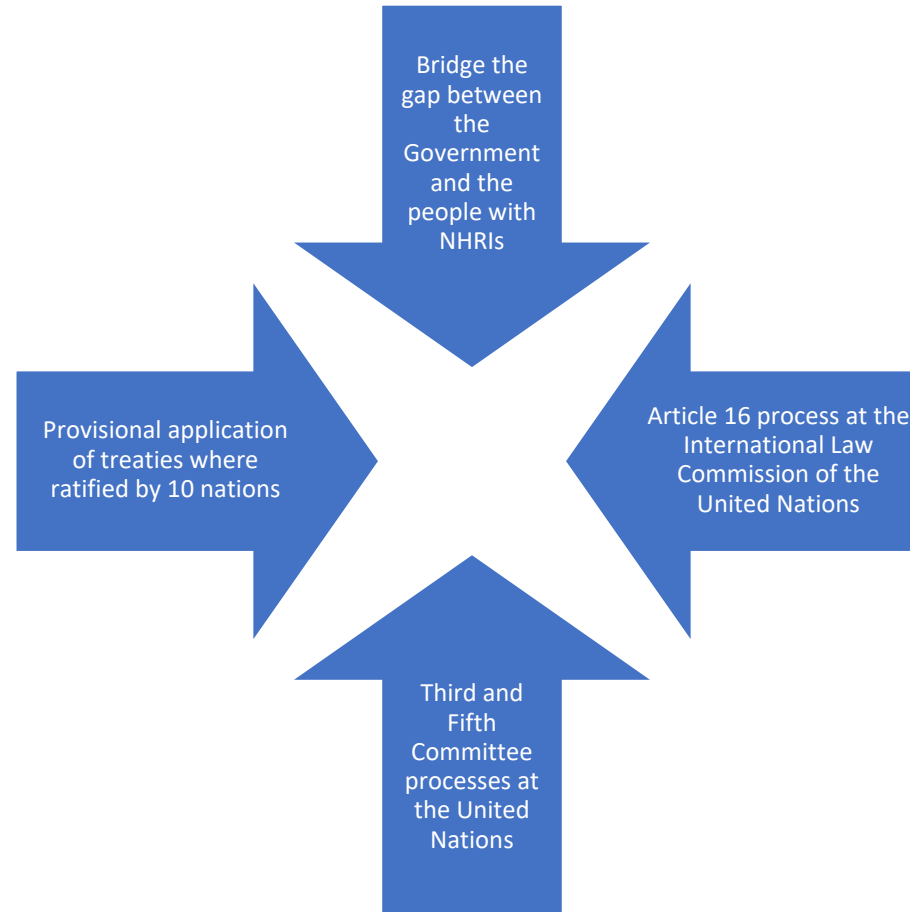 Bridge the
gap between
the
Government
and the
people with
NHRIs
Provisional application
of treaties where
ratified by 10 nations
Article 16 process at the
International Law
Commission of the
United Nations
Third and
Fifth
Committee
processes at
the United
Nations